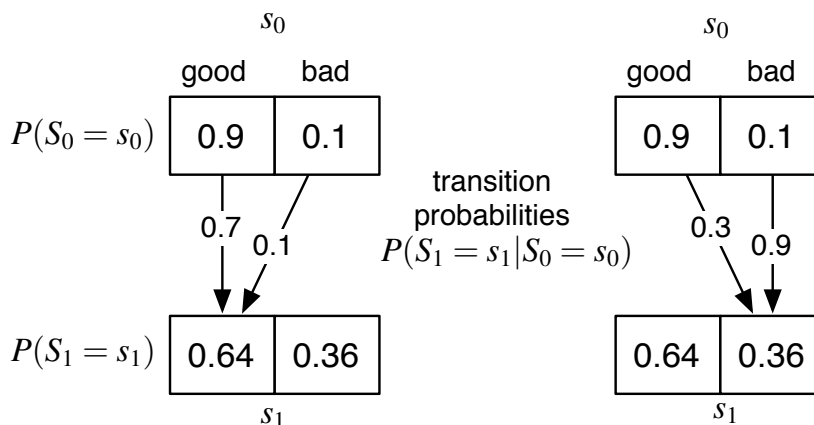 s₀ s₀
good bad good bad
P(S₀ = s₀) 0.9 0.1 0.9 0.1
transition
probabilities
0.7 0.1 0.3 0.9
P(S₁ = s₁|S₀ = s₀)
P(S₁ = s₁) 0.64 0.36 0.64 0.36
s₁ s₁